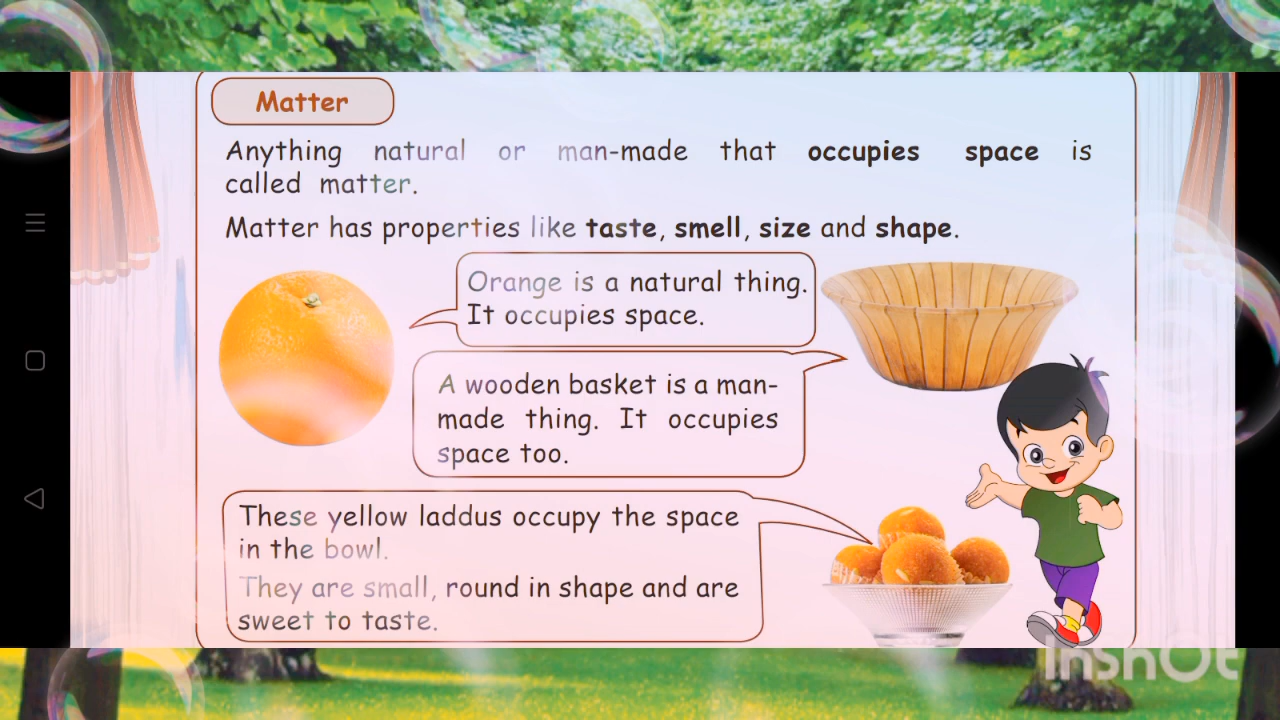 Matter
Anything natural or man-made that occupies space is
called matter.
Matter has properties like taste, smell, size and shape.
Orange is a natural thing.
It occupies space.
A wooden basket is a man-
made thing. It occupies
space too.
These yellow laddus occupy the space
in the bowl.
They are small, round in shape and are
sweet to taste.
InShOt